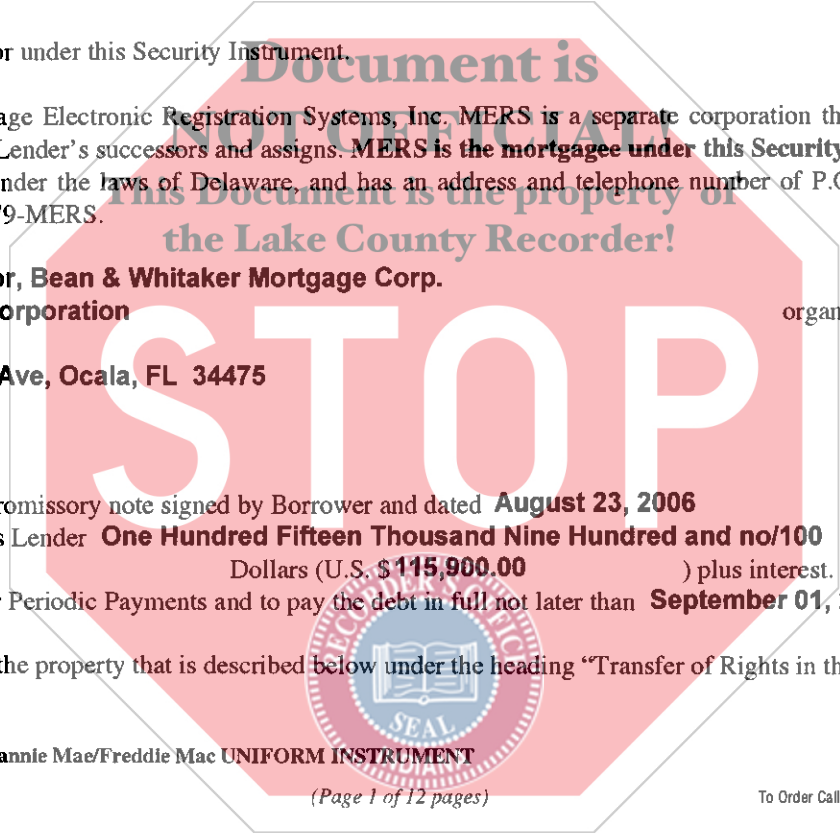 or under this Security Instrument.
Document is
age Electronic Registration Systems, Inc. MERS is a separate corporation th
NOT OFFICIAL!
Lender's successors and assigns. MERS is the mortgagee under this Security
nder the laws of Delaware, and has an address and telephone number of P.O
This Document is the property of
79-MERS.
the Lake County Recorder!
or, Bean & Whitaker Mortgage Corp.
orporation organ
Ave, Ocala, FL 34475
STOP
romissory note signed by Borrower and dated August 23, 2006
s Lender One Hundred Fifteen Thousand Nine Hundred and no/100
Dollars (U.S. $115,900.00 ) plus interest.
r Periodic Payments and to pay the debt in full not later than September 01,
RECORDER'S OFFIC
the property that is described below under the heading “Transfer of Rights in th
SEAL
INDIANA
annie Mae/Freddie Mac UNIFORM INSTRUMENT
(Page 1 of 12 pages)
To Order Call